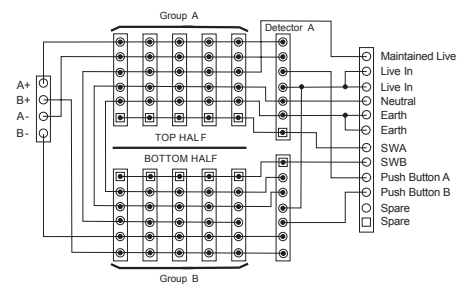 Group A
Detector A
A+
B+
A-
B-
TOP HALF
BOTTOM HALF
Group B
Maintained Live
Live In
Live In
Neutral
Earth
Earth
SWA
SWB
Push Button A
Push Button B
Spare
Spare